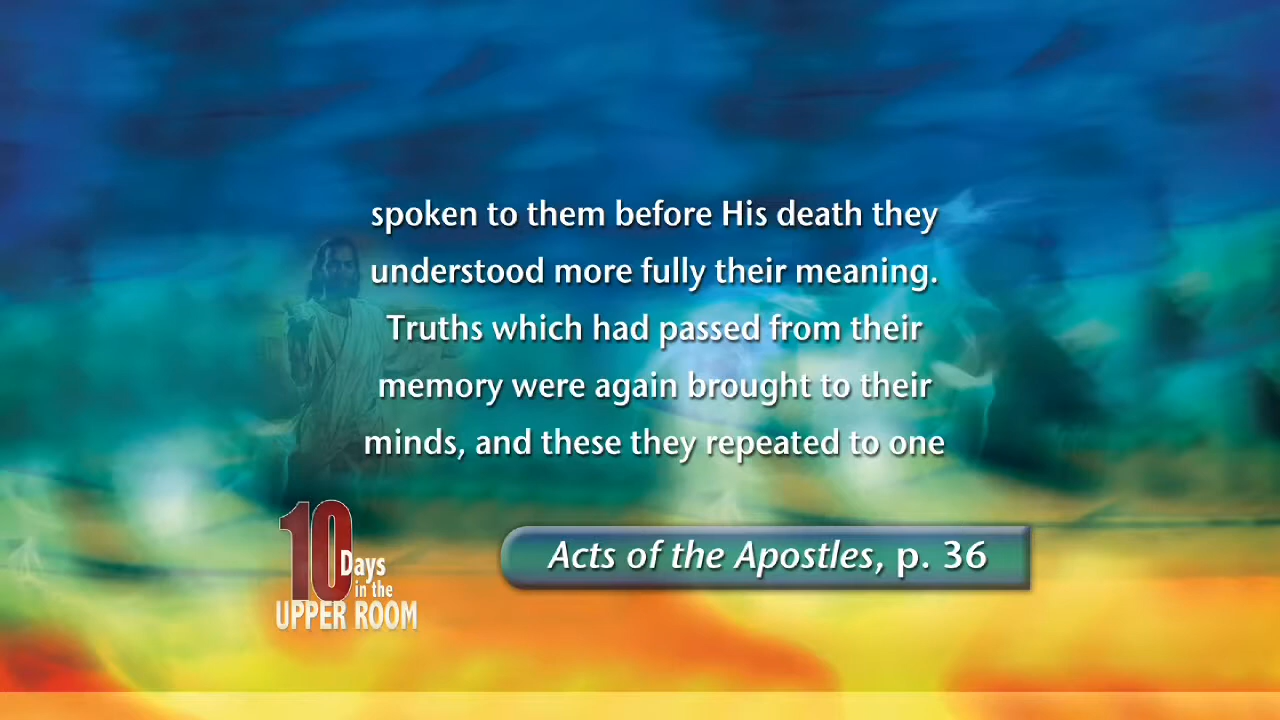 spoken to them before His death they
understood more fully their meaning.
Truths which had passed from their
memory were again brought to their
minds, and these they repeated to one
10
Days
in the
UPPER ROOM
Acts of the Apostles, p. 36